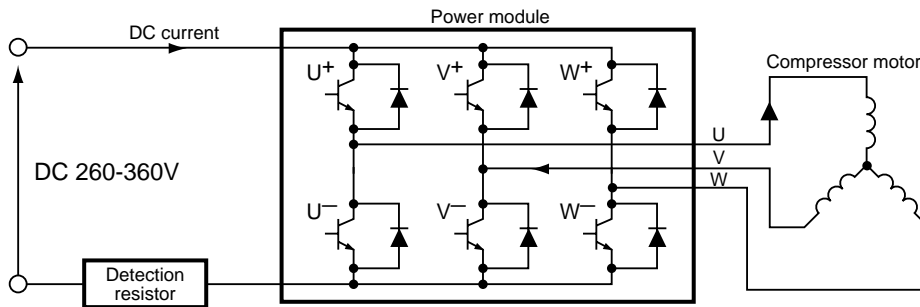 Power module
DC current
U+
V+
W+
Compressor motor
U
V
W
DC 260-360V
U−
V−
W−
Detection
resistor